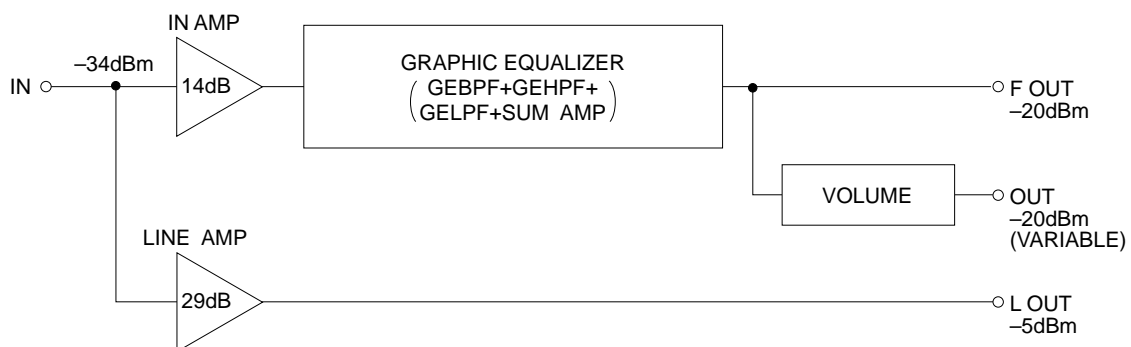 IN AMP
–34dBm
IN
14dB
GRAPHIC EQUALIZER
(GEBPF+GEHPF+
GELPF+SUM AMP)
F OUT
–20dBm
VOLUME
OUT
–20dBm
(VARIABLE)
LINE AMP
29dB
L OUT
–5dBm